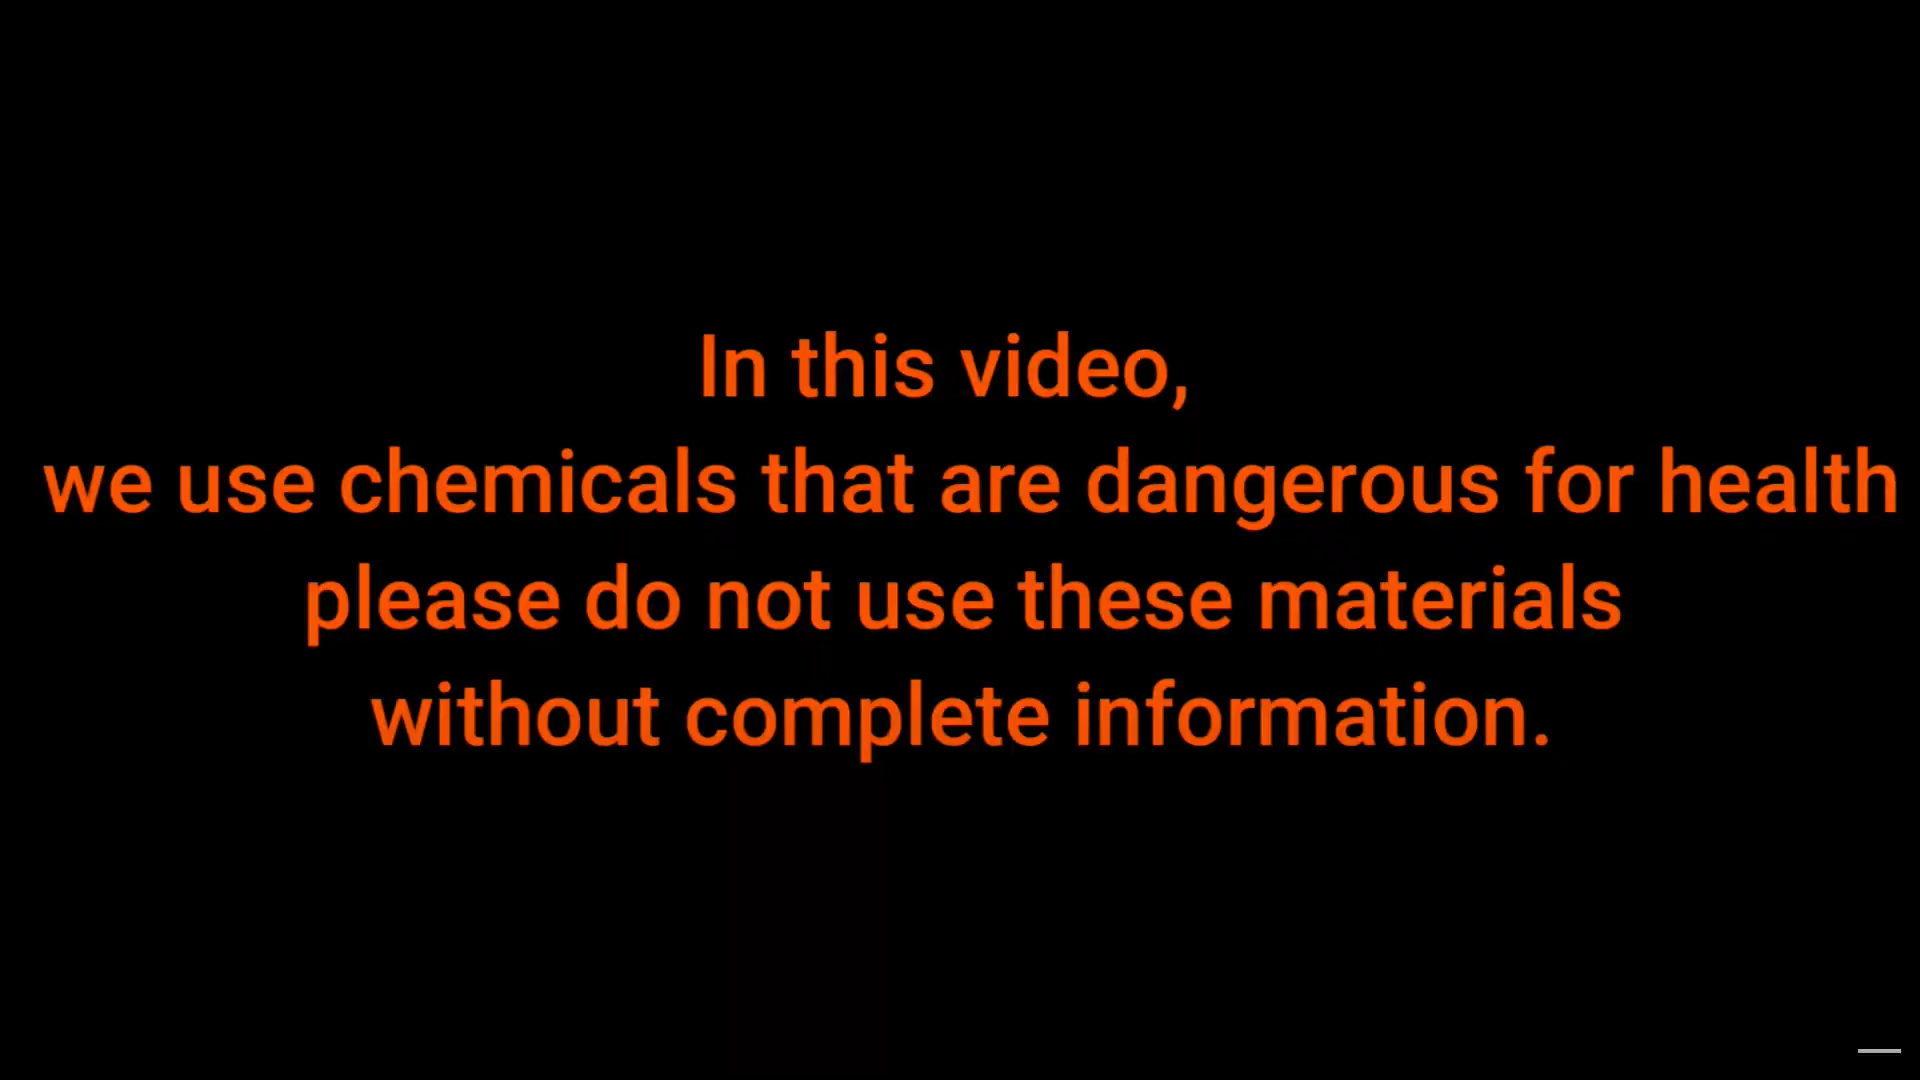 In this video,
we use chemicals that are dangerous for health
please do not use these materials
without complete information.